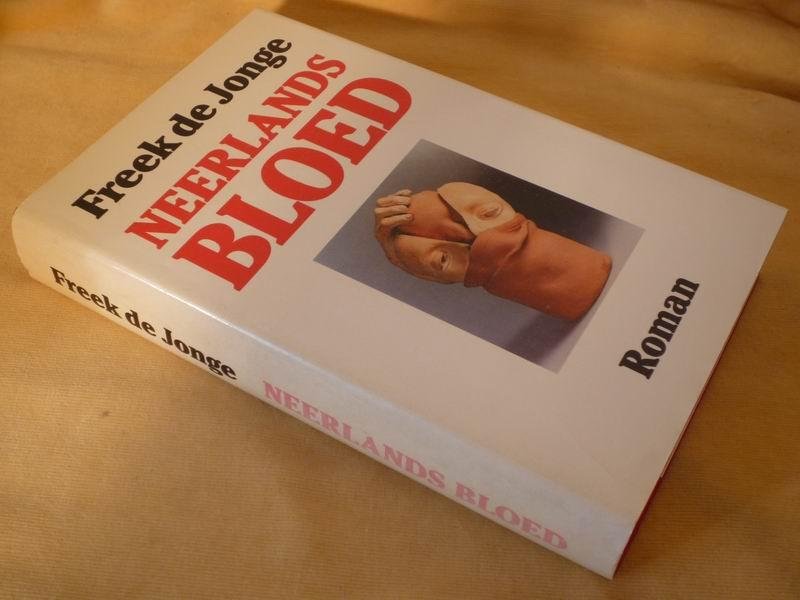 Freek de Jonge
NEERLANDS
BLOED
Roman
Freek de Jonge
NEERLANDS BLOED